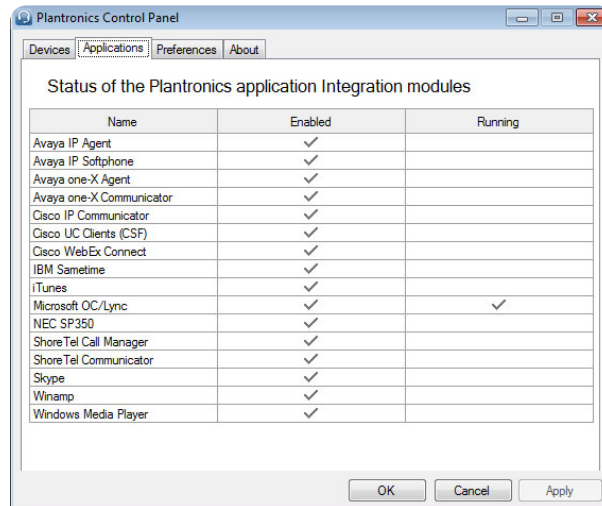 Plantronics Control Panel
Devices Applications Preferences About
Status of the Plantronics application Integration modules
Name Enabled Running
Avaya IP Agent
Avaya IP Softphone
Avaya one-X Agent
Avaya one-X Communicator
Cisco IP Communicator
Cisco UC Clients (CSF)
Cisco WebEx Connect
IBM Sametime
iTunes
Microsoft OC/Lync
NEC SP350
ShoreTel Call Manager
ShoreTel Communicator
Skype
Winamp
Windows Media Player
OK Cancel Apply